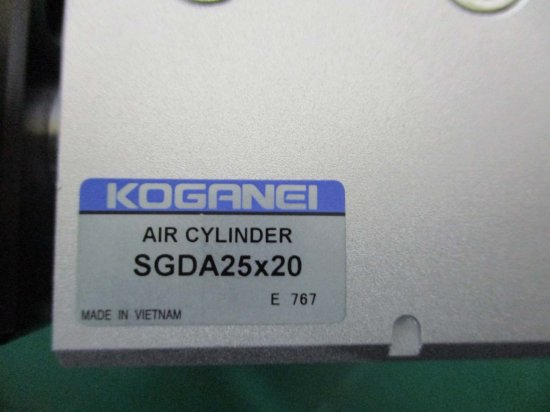 KOGANEI
AIR CYLINDER
SGDA25x20
E 767
MADE IN VIETNAM